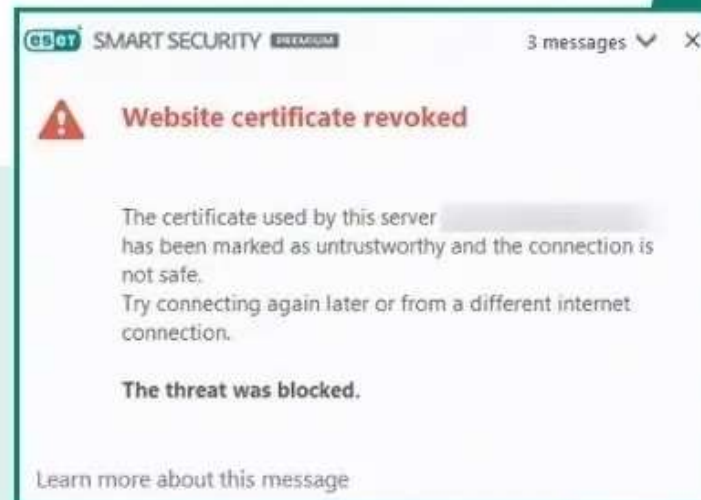 eset SMART SECURITY PREMIUM
3 messages
Website certificate revoked
The certificate used by this server
has been marked as untrustworthy and the connection is
not safe.
Try connecting again later or from a different internet
connection.
The threat was blocked.
Learn more about this message